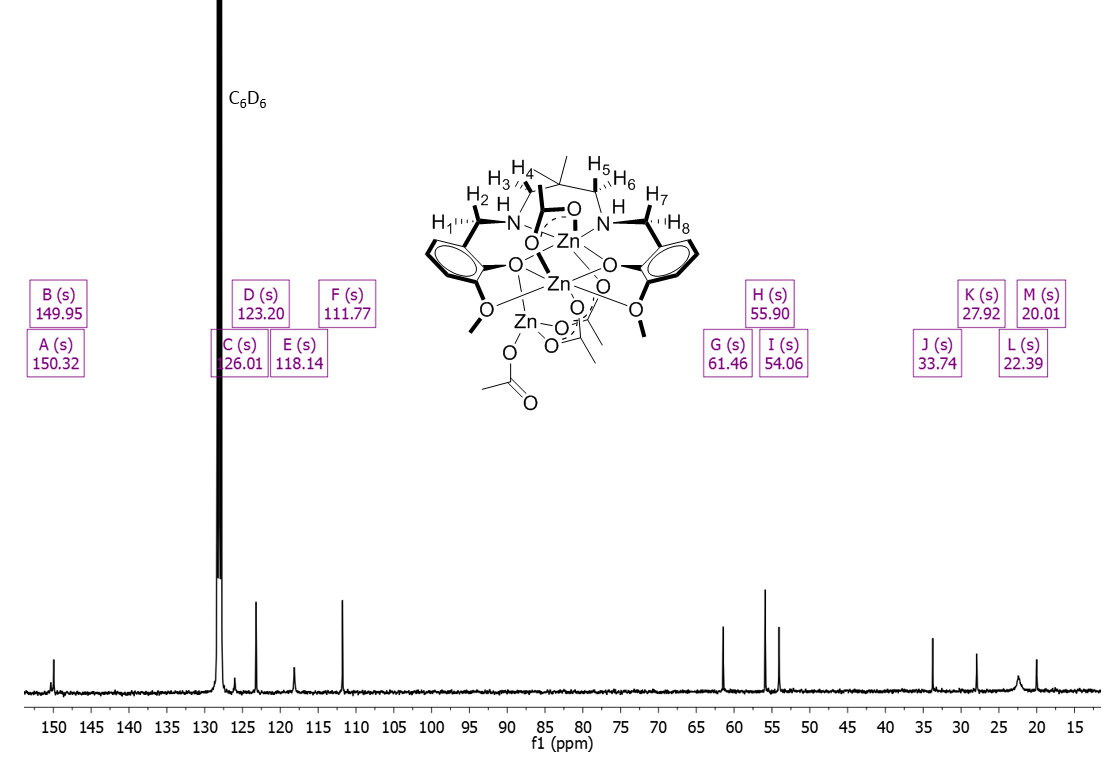 C₆D₆
H₄
H₃
H₅
H₆
H₂
H
H
H₇
H₁
N
O
N
H₈
O
Zn
O
O
Zn
O
O
O
O
Zn
O
O
O
O
B (s)
149.95
D (s)
123.20
F (s)
111.77
H (s)
55.90
K (s)
27.92
M (s)
20.01
A (s)
150.32
C (s)
126.01
E (s)
118.14
G (s)
61.46
I (s)
54.06
J (s)
33.74
L (s)
22.39
150 145 140 135 130 125 120 115 110 105 100 95 90 85 80 75 70 65 60 55 50 45 40 35 30 25 20 15
f1 (ppm)